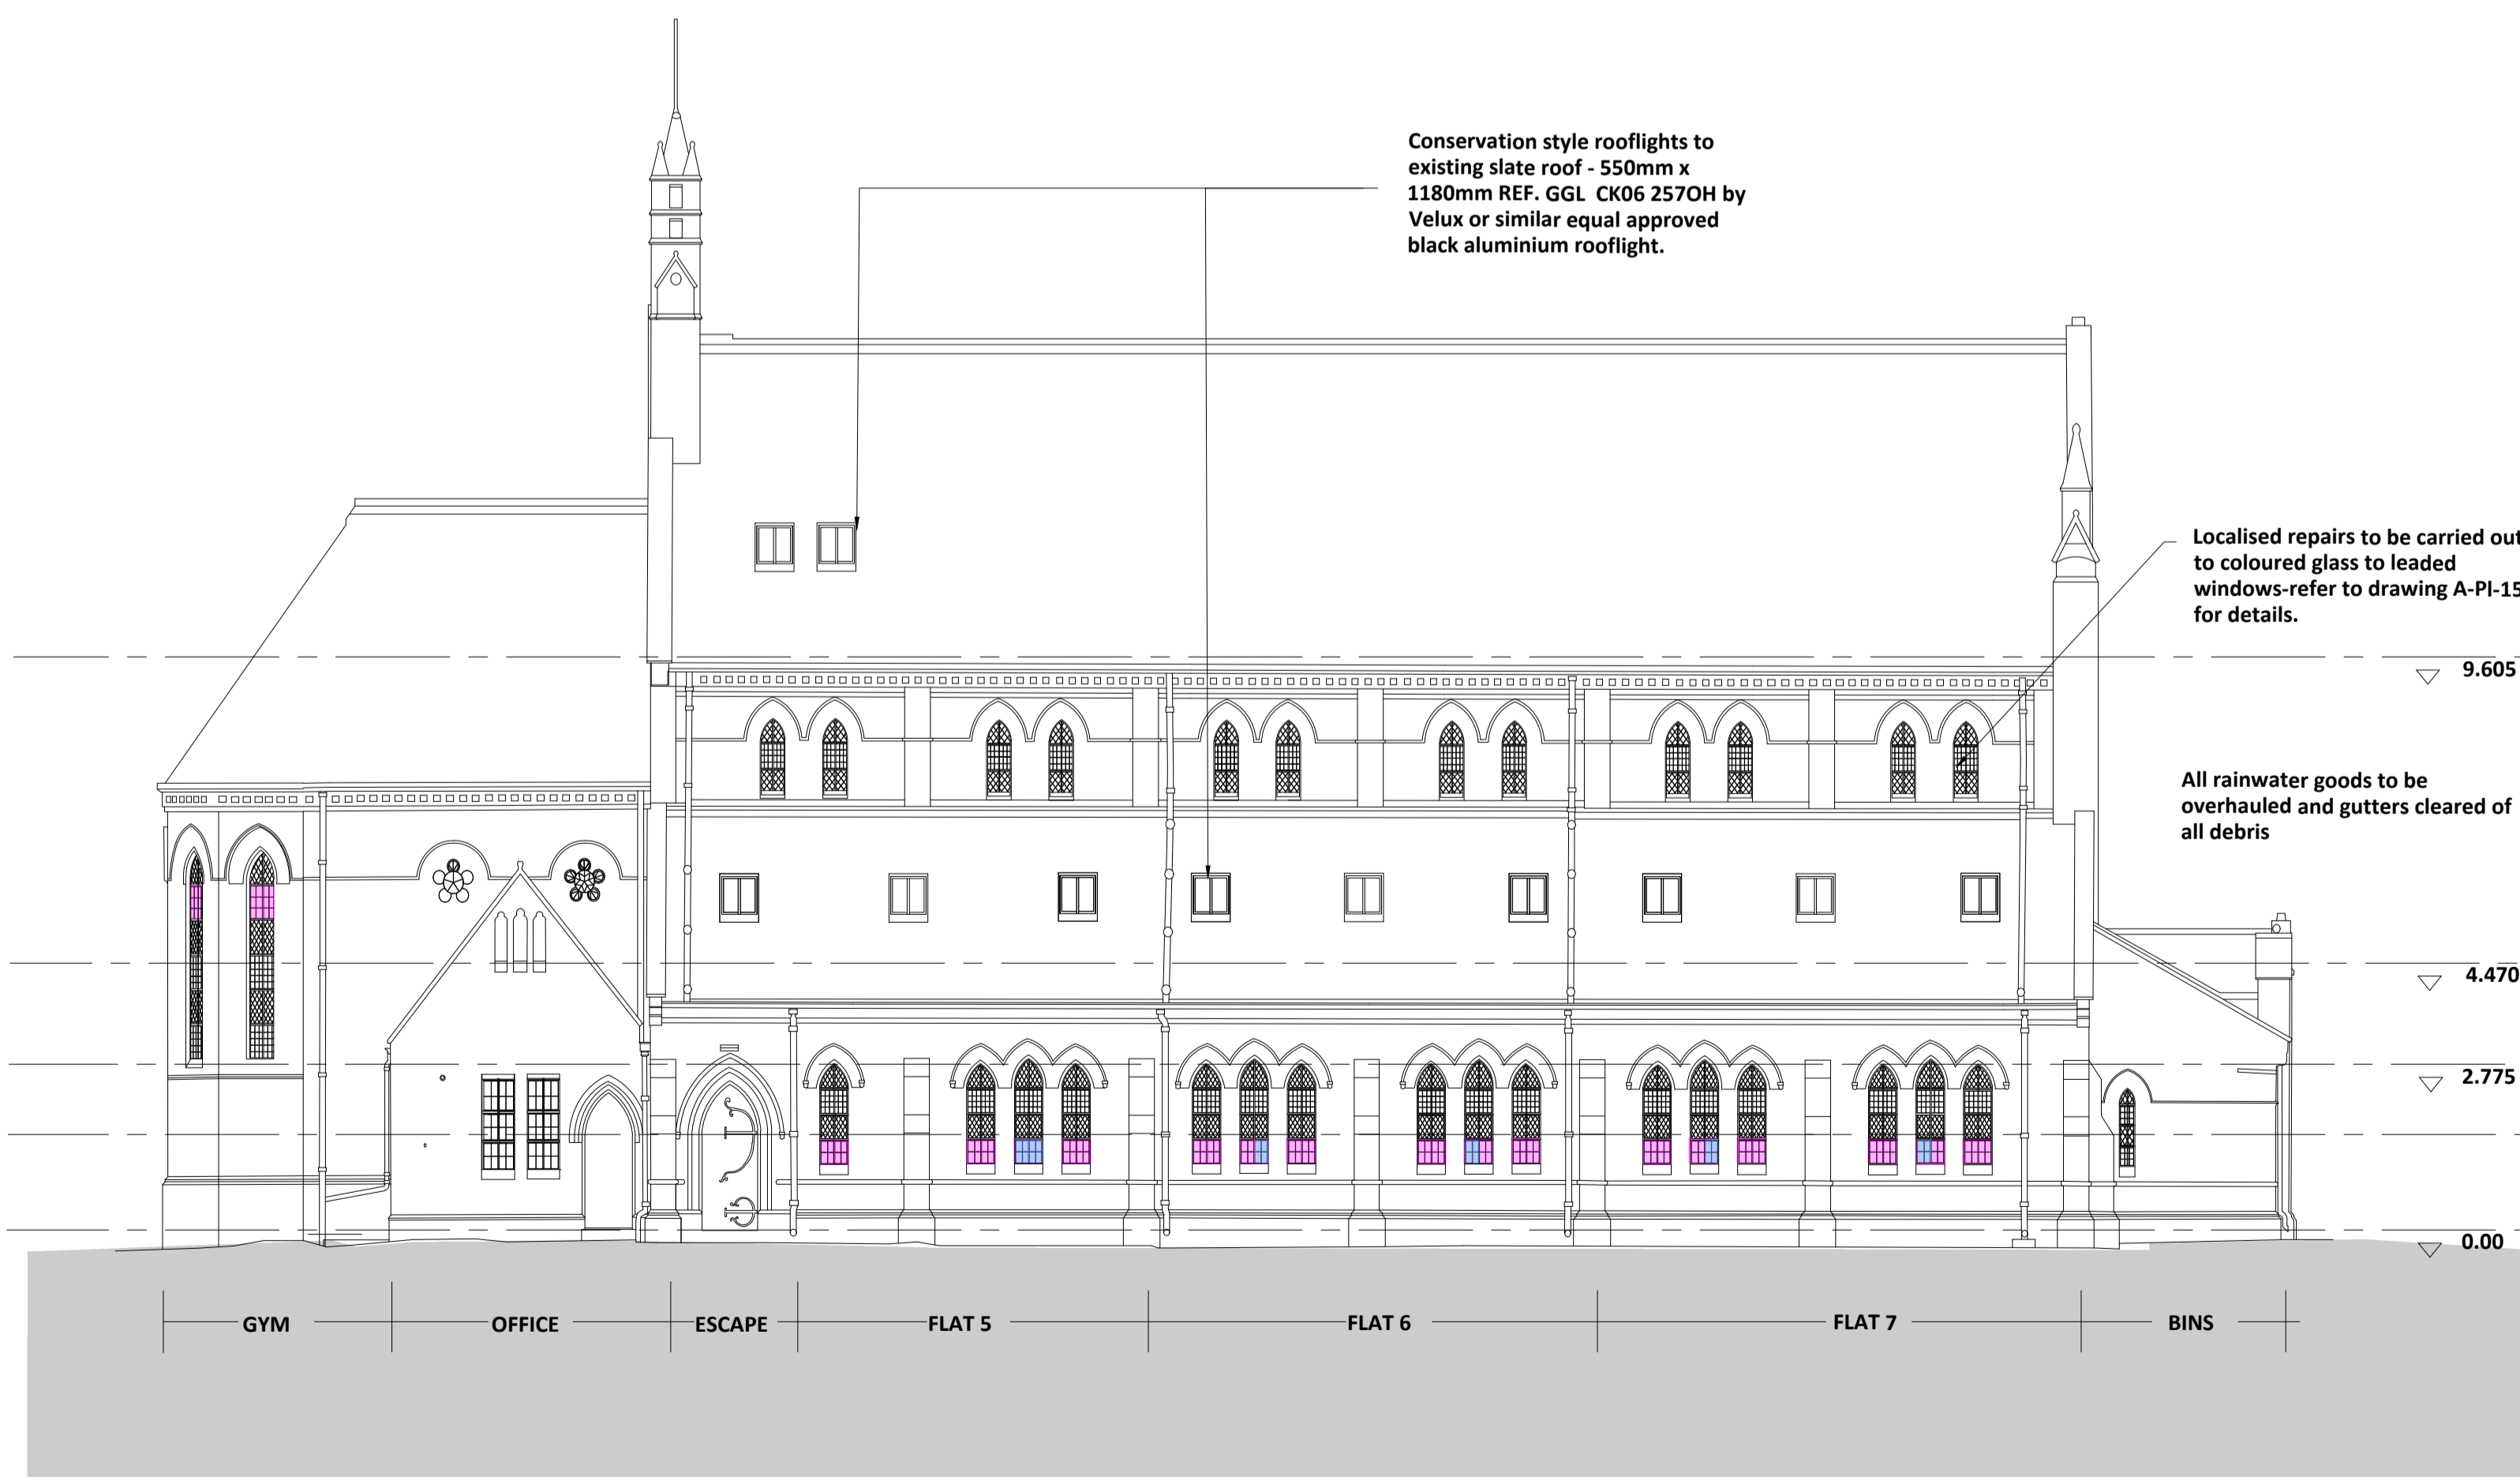 Conservation style rooflights to
existing slate roof - 550mm x
1180mm REF. GGL CK06 257OH by
Velux or similar equal approved
black aluminium rooflight.
Localised repairs to be carried out
to coloured glass to leaded
windows-refer to drawing A-Pl-15
for details.
9.605
All rainwater goods to be
overhauled and gutters cleared of
all debris
4.470
2.775
0.00
GYM
OFFICE
ESCAPE
FLAT 5
FLAT 6
FLAT 7
BINS